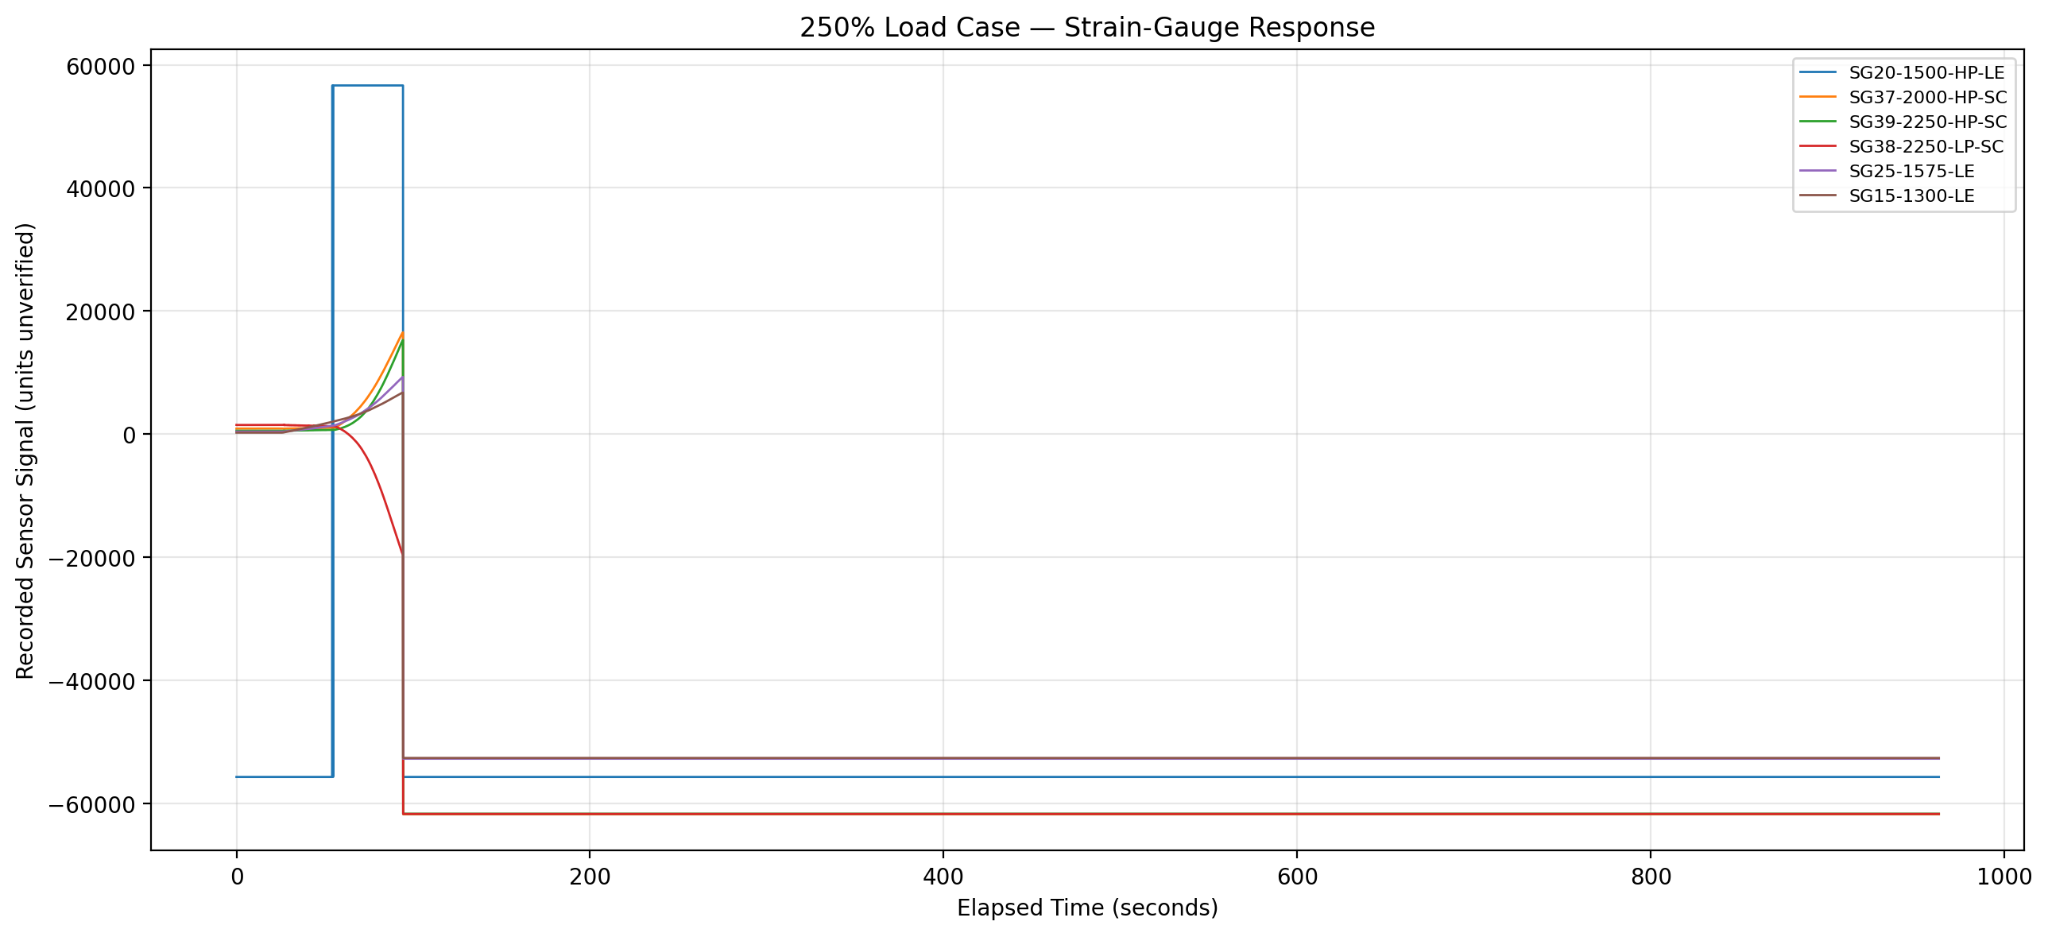 250% Load Case — Strain-Gauge Response
SG20-1500-HP-LE
SG37-2000-HP-SC
SG39-2250-HP-SC
SG38-2250-LP-SC
SG25-1575-LE
SG15-1300-LE
Recorded Sensor Signal (units unverified)
60000
40000
20000
0
−20000
−40000
−60000
0 200 400 600 800 1000
Elapsed Time (seconds)